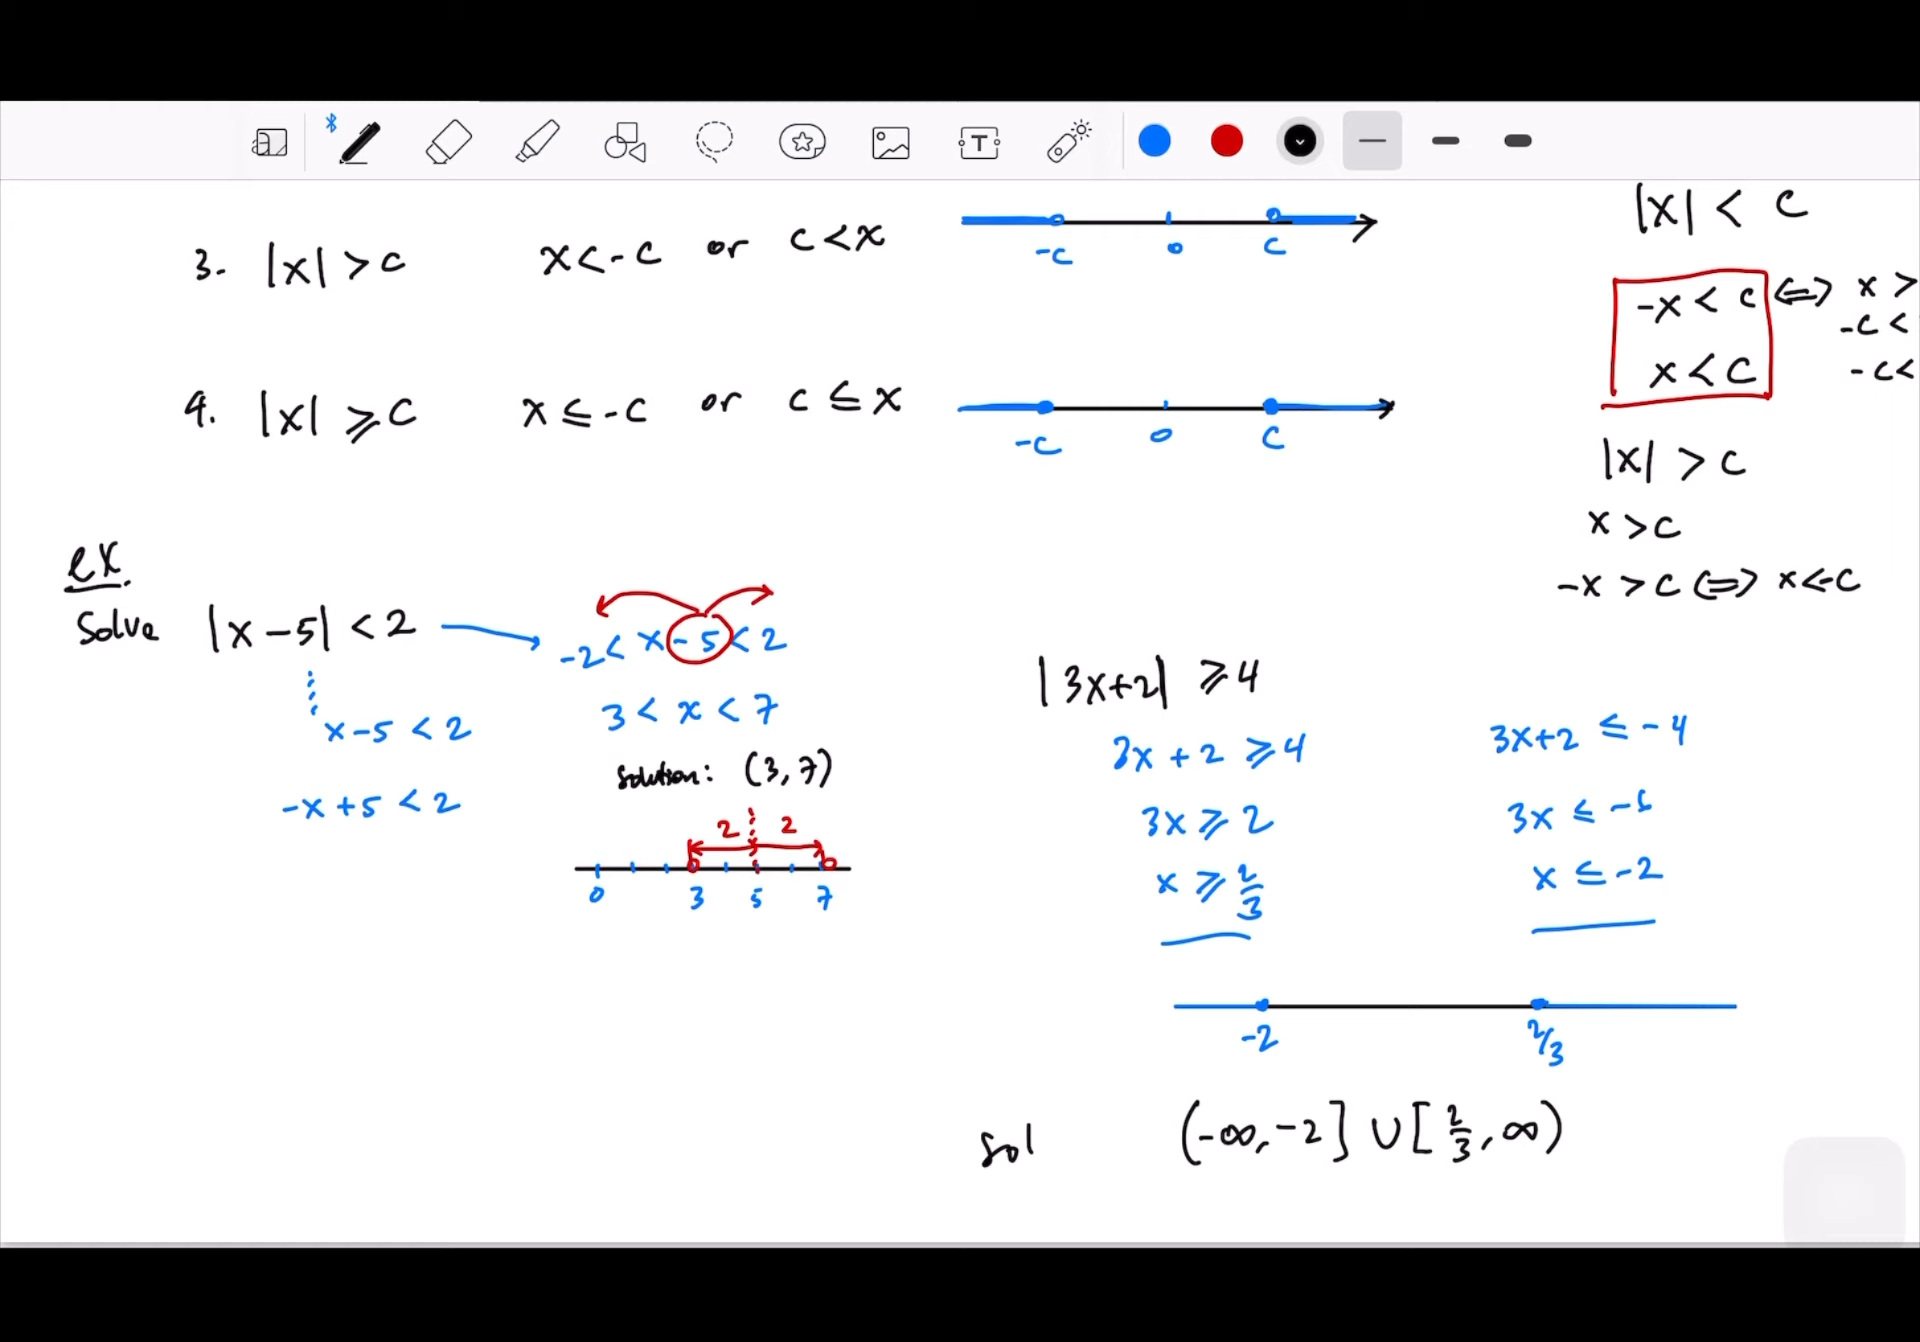 3. |x| > c x < -c or c < x
-c 0 c
4. |x| ⩾ c x ≤ -c or c ≤ x
-c 0 c
|x| < c
-x < c ⟺ x >
-c <
x < c -c <
|x| > c
x > c
-x > c ⟺ x < -c
ex.
Solve |x-5| < 2
-2 < x-5 < 2
x-5 < 2
3 < x < 7
-x+5 < 2
Solution: (3, 7)
2 2
0 3 5 7
|3x+2| ⩾ 4
3x+2 ⩾ 4 3x+2 ≤ -4
3x ⩾ 2 3x ≤ -6
x ⩾ 2/3 x ≤ -2
-2 2/3
Sol (-∞, -2] ∪ [2/3, ∞)